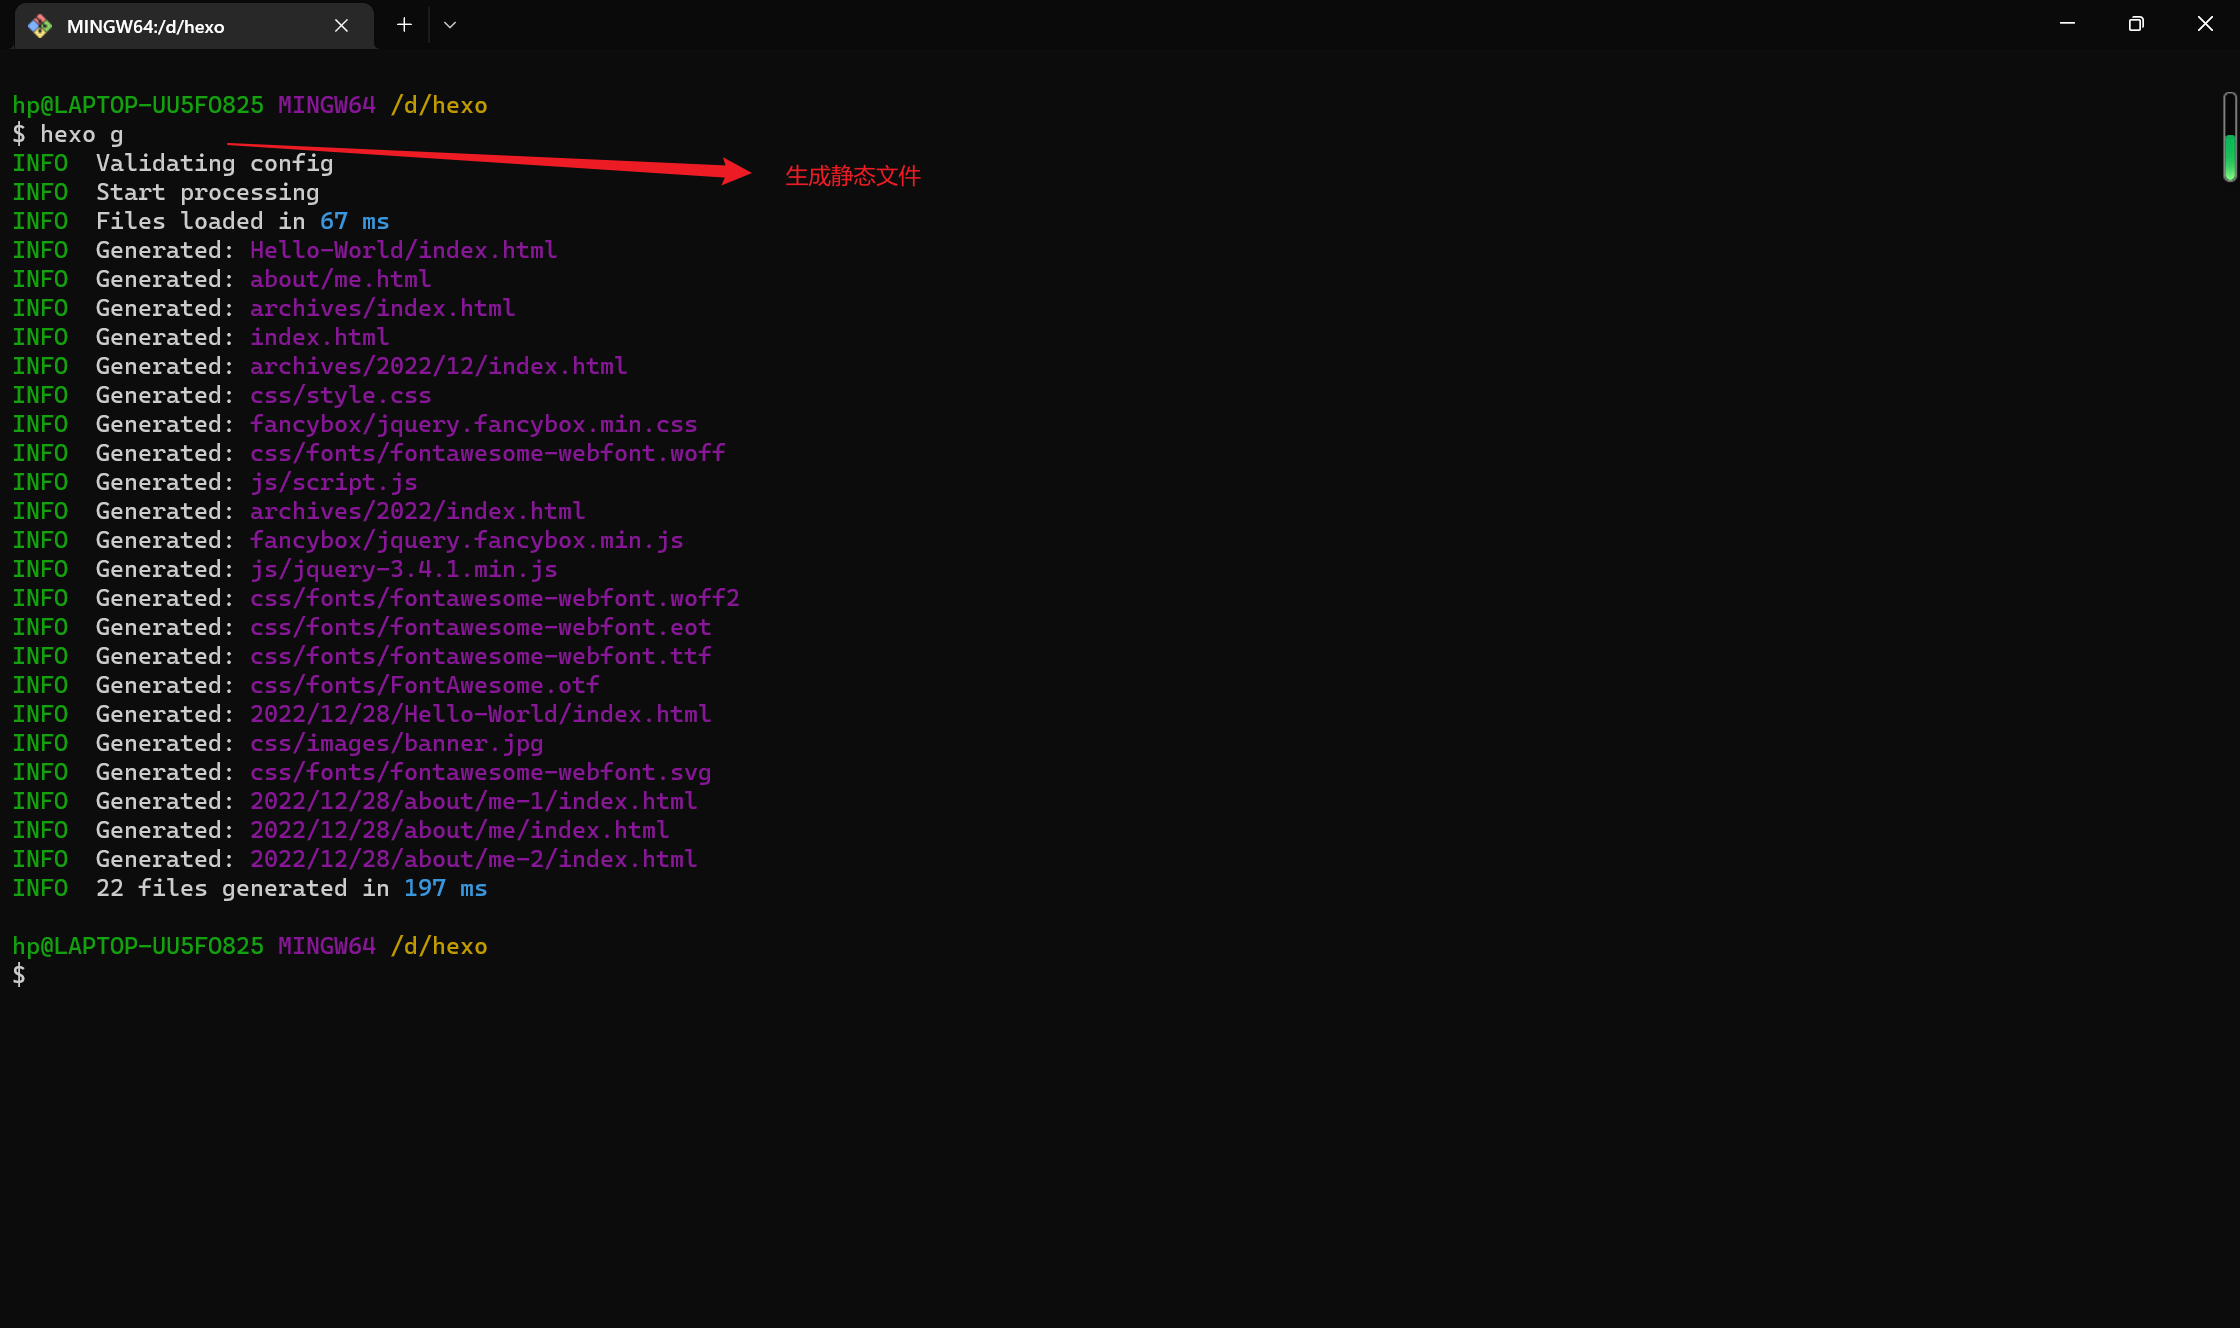 MINGW64:/d/hexo
hp@LAPTOP-UU5FO825 MINGW64 /d/hexo
$ hexo g
INFO  Validating config
生成静态文件
INFO  Start processing
INFO  Files loaded in 67 ms
INFO  Generated: Hello-World/index.html
INFO  Generated: about/me.html
INFO  Generated: archives/index.html
INFO  Generated: index.html
INFO  Generated: archives/2022/12/index.html
INFO  Generated: css/style.css
INFO  Generated: fancybox/jquery.fancybox.min.css
INFO  Generated: css/fonts/fontawesome-webfont.woff
INFO  Generated: js/script.js
INFO  Generated: archives/2022/index.html
INFO  Generated: fancybox/jquery.fancybox.min.js
INFO  Generated: js/jquery-3.4.1.min.js
INFO  Generated: css/fonts/fontawesome-webfont.woff2
INFO  Generated: css/fonts/fontawesome-webfont.eot
INFO  Generated: css/fonts/fontawesome-webfont.ttf
INFO  Generated: css/fonts/FontAwesome.otf
INFO  Generated: 2022/12/28/Hello-World/index.html
INFO  Generated: css/images/banner.jpg
INFO  Generated: css/fonts/fontawesome-webfont.svg
INFO  Generated: 2022/12/28/about/me-1/index.html
INFO  Generated: 2022/12/28/about/me/index.html
INFO  Generated: 2022/12/28/about/me-2/index.html
INFO  22 files generated in 197 ms
hp@LAPTOP-UU5FO825 MINGW64 /d/hexo
$